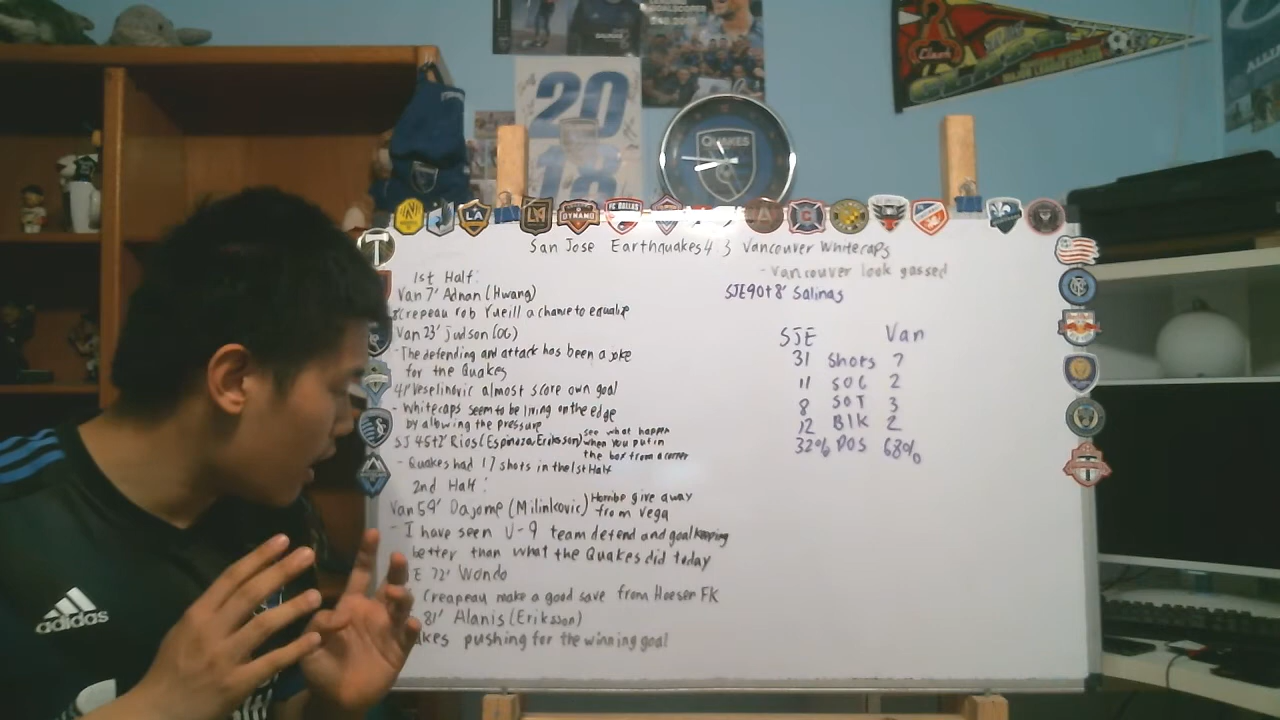 20
18
QUAKES
LA
DYNAMO
FC DALLAS
San Jose Earthquakes 4 3 Vancouver Whitecaps
- Vancouver look gassed
SJE 90+8' Salinas
1st Half:
Van 7' Adnan (Hwang)
Crepeau rob Yueill a chance to equalize
Van 23' Judson (OG)
- The defending and attack has been a joke
for the Quakes
41' Veselinovic almost score own goal
- Whitecaps seem to be living on the edge
by allowing the pressure
SJ 45+2' Rios (Espinoza, Eriksson) see what happen
when you put in
the box from a corner
- Quakes had 17 shots in the 1st Half
2nd Half:
Van 59' Dajome (Milinkovic) Horrible give away
from Vega
- I have seen U-9 team defend and goalkeeping
better than what the Quakes did today
E 72' Wondo
Creapeau make a good save from Hoesen FK
81' Alanis (Eriksson)
akes pushing for the winning goal
SJE Van
31 Shots 7
11 SOG 2
8 SOT 3
12 Blk 2
32% POS 68%
adidas